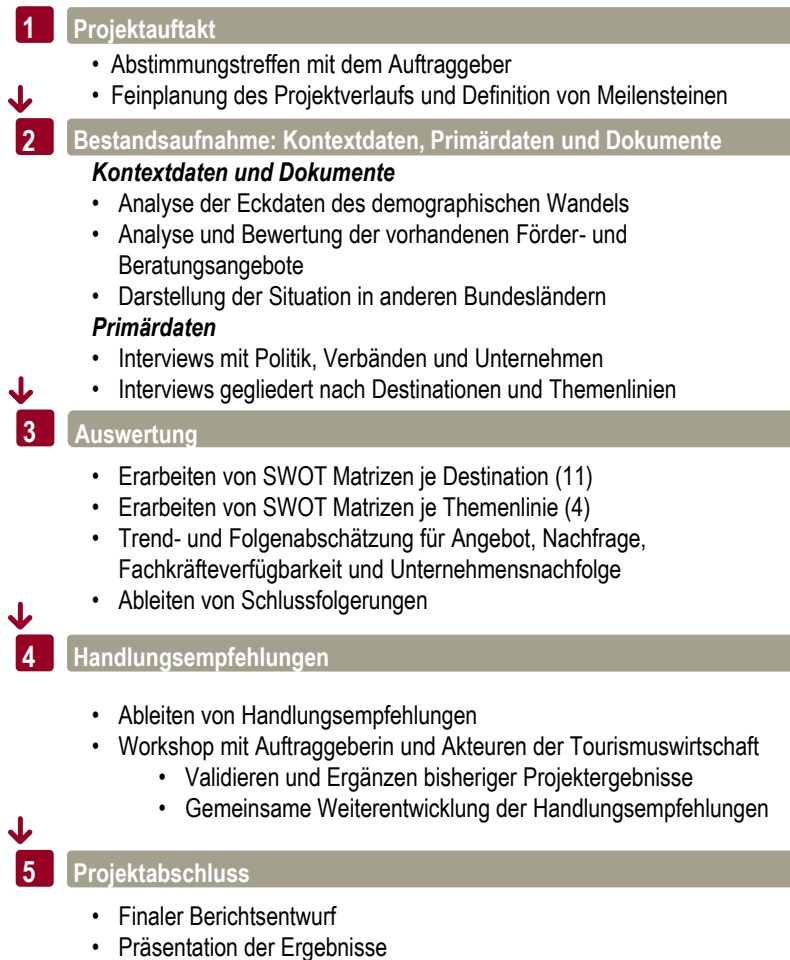 1 Projektauftakt
• Abstimmungstreffen mit dem Auftraggeber
• Feinplanung des Projektverlaufs und Definition von Meilensteinen
2 Bestandsaufnahme: Kontextdaten, Primärdaten und Dokumente
Kontextdaten und Dokumente
• Analyse der Eckdaten des demographischen Wandels
• Analyse und Bewertung der vorhandenen Förder- und
Beratungsangebote
• Darstellung der Situation in anderen Bundesländern
Primärdaten
• Interviews mit Politik, Verbänden und Unternehmen
• Interviews gegliedert nach Destinationen und Themenlinien
3 Auswertung
• Erarbeiten von SWOT Matrizen je Destination (11)
• Erarbeiten von SWOT Matrizen je Themenlinie (4)
• Trend- und Folgenabschätzung für Angebot, Nachfrage,
Fachkräfteverfügbarkeit und Unternehmensnachfolge
• Ableiten von Schlussfolgerungen
4 Handlungsempfehlungen
• Ableiten von Handlungsempfehlungen
• Workshop mit Auftraggeberin und Akteuren der Tourismuswirtschaft
• Validieren und Ergänzen bisheriger Projektergebnisse
• Gemeinsame Weiterentwicklung der Handlungsempfehlungen
5 Projektabschluss
• Finaler Berichtsentwurf
• Präsentation der Ergebnisse